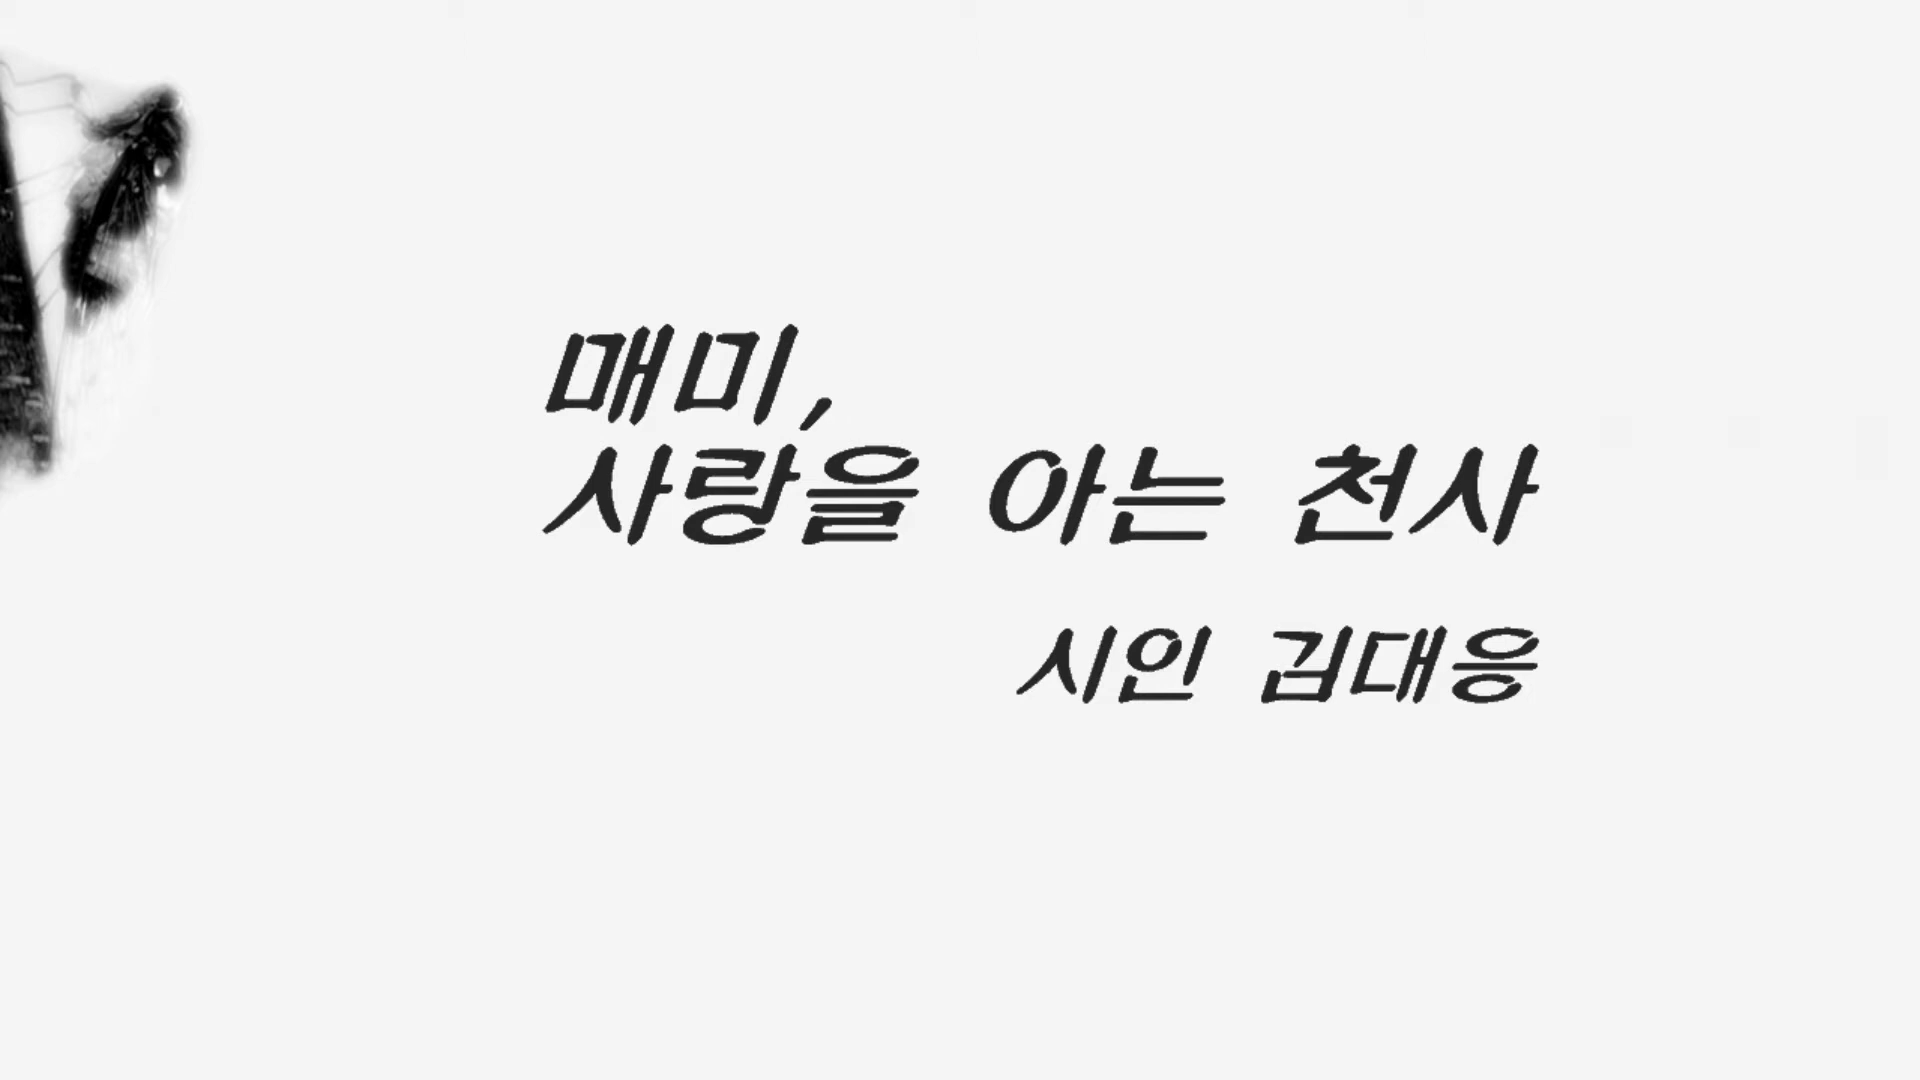 매미,
사랑을 아는 천사
시인 김대응